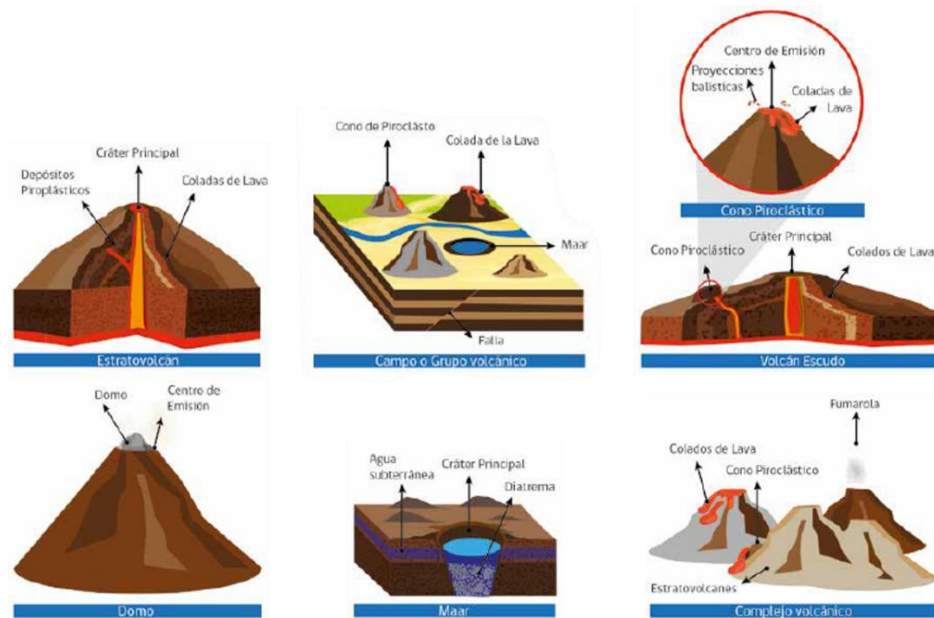 Centro de Emisión
Proyecciones
balísticas
Coladas de
Lava
Cono Piroclástico
Cráter Principal
Depósitos
Piroplásticos
Coladas de Lava
Estratovolcán
Cono de Piroclásto
Colada de la Lava
Maar
Falla
Campo o Grupo volcánico
Cono Piroclástico
Cráter Principal
Colados de Lava
Volcán Escudo
Domo
Centro de
Emisión
Domo
Agua
subterránea
Cráter Principal
Diatrema
Maar
Fumarola
Colados de Lava
Cono Piroclástico
Estratovolcanes
Complejo volcánico